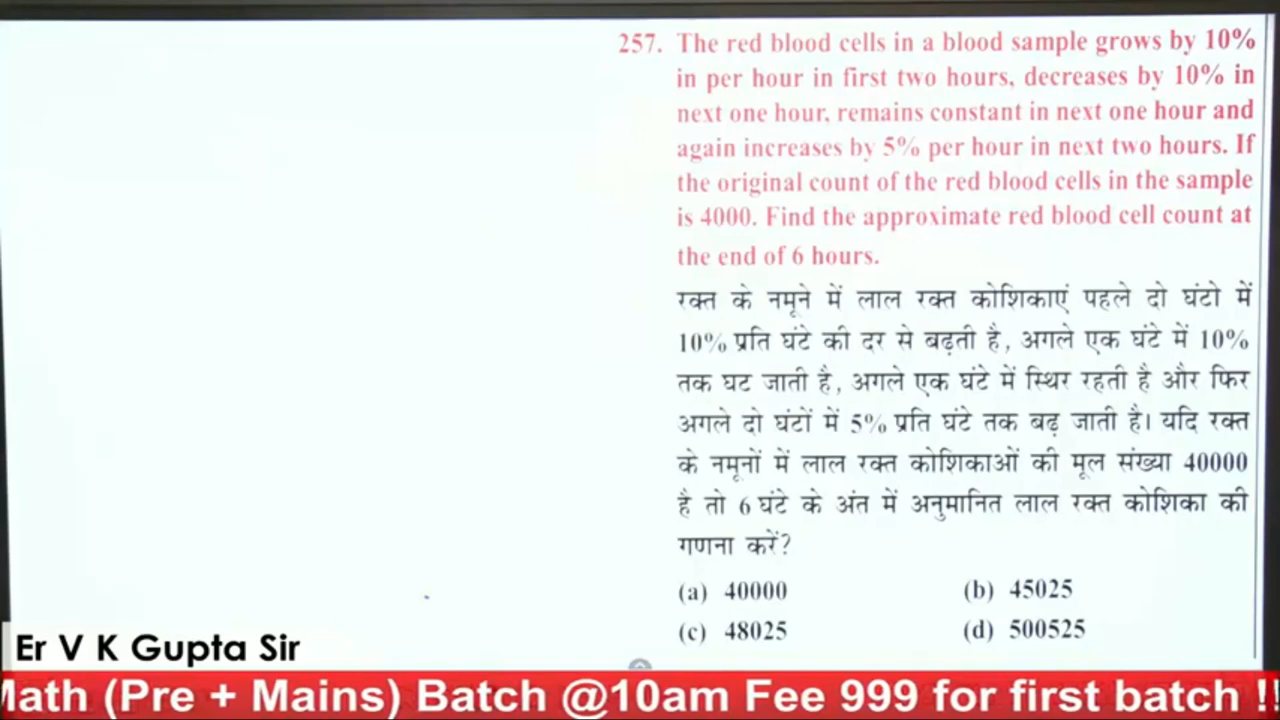 257. The red blood cells in a blood sample grows by 10%
in per hour in first two hours, decreases by 10% in
next one hour, remains constant in next one hour and
again increases by 5% per hour in next two hours. If
the original count of the red blood cells in the sample
is 4000. Find the approximate red blood cell count at
the end of 6 hours.
रक्त के नमूने में लाल रक्त कोशिकाएं पहले दो घंटो में
10% प्रति घंटे की दर से बढ़ती है, अगले एक घंटे में 10%
तक घट जाती है, अगले एक घंटे में स्थिर रहती है और फिर
अगले दो घंटों में 5% प्रति घंटे तक बढ़ जाती है। यदि रक्त
के नमूनों में लाल रक्त कोशिकाओं की मूल संख्या 40000
है तो 6 घंटे के अंत में अनुमानित लाल रक्त कोशिका की
गणना करें?
(a) 40000 (b) 45025
(c) 48025 (d) 500525
Er V K Gupta Sir
Math (Pre + Mains) Batch @10am Fee 999 for first batch !!